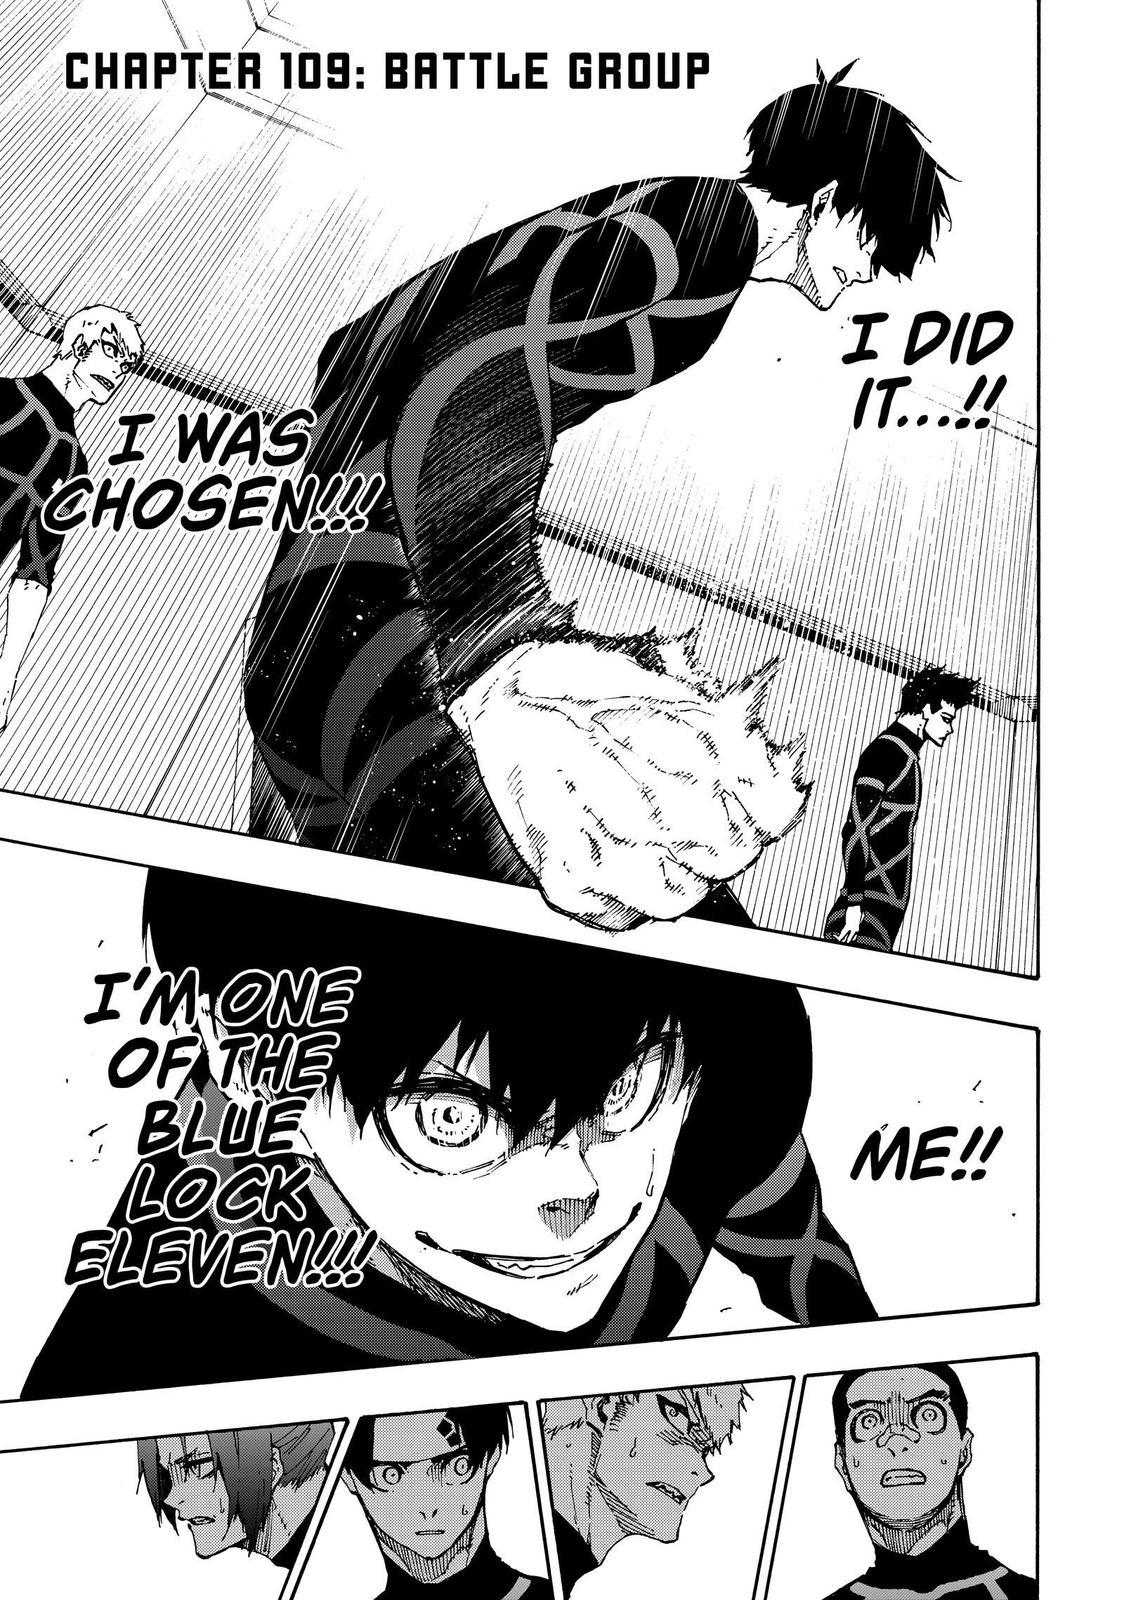 CHAPTER 109: BATTLE GROUP
I DID
IT...!!
I WAS
CHOSEN!!!
ME!!
I'M ONE
OF THE
BLUE
LOCK
ELEVEN!!!